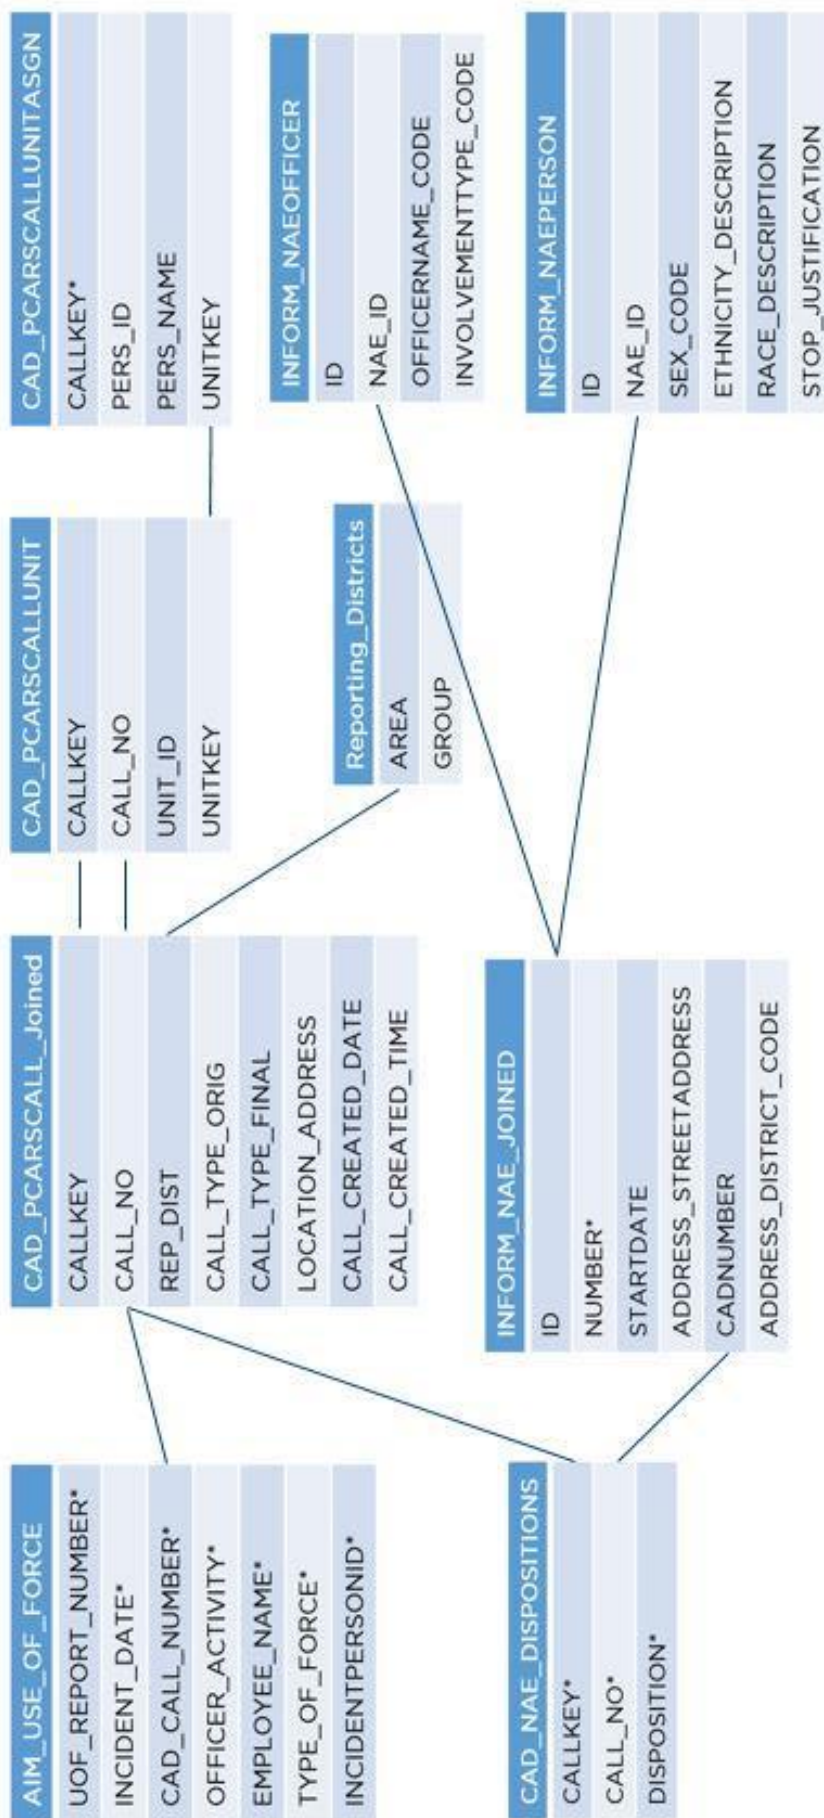 AIM_USE_OF_FORCE
UOF_REPORT_NUMBER*
INCIDENT_DATE*
CAD_CALL_NUMBER*
OFFICER_ACTIVITY*
EMPLOYEE_NAME*
TYPE_OF_FORCE*
INCIDENTPERSONID*
CAD_NAE_DISPOSITIONS
CALLKEY*
CALL_NO*
DISPOSITION*
CAD_PCARSCALL_Joined
CALLKEY
CALL_NO
REP_DIST
CALL_TYPE_ORIG
CALL_TYPE_FINAL
LOCATION_ADDRESS
CALL_CREATED_DATE
CALL_CREATED_TIME
INFORM_NAE_JOINED
ID
NUMBER*
STARTDATE
ADDRESS_STREETADDRESS
CADNUMBER
ADDRESS_DISTRICT_CODE
CAD_PCARSCALLUNIT
CALLKEY
CALL_NO
UNIT_ID
UNITKEY
Reporting_Districts
AREA
GROUP
CAD_PCARSCALLUNITASGN
CALLKEY*
PERS_ID
PERS_NAME
UNITKEY
INFORM_NAEOFFICER
ID
NAE_ID
OFFICERNAME_CODE
INVOLVEMENTTYPE_CODE
INFORM_NAEPERSON
ID
NAE_ID
SEX_CODE
ETHNICITY_DESCRIPTION
RACE_DESCRIPTION
STOP_JUSTIFICATION